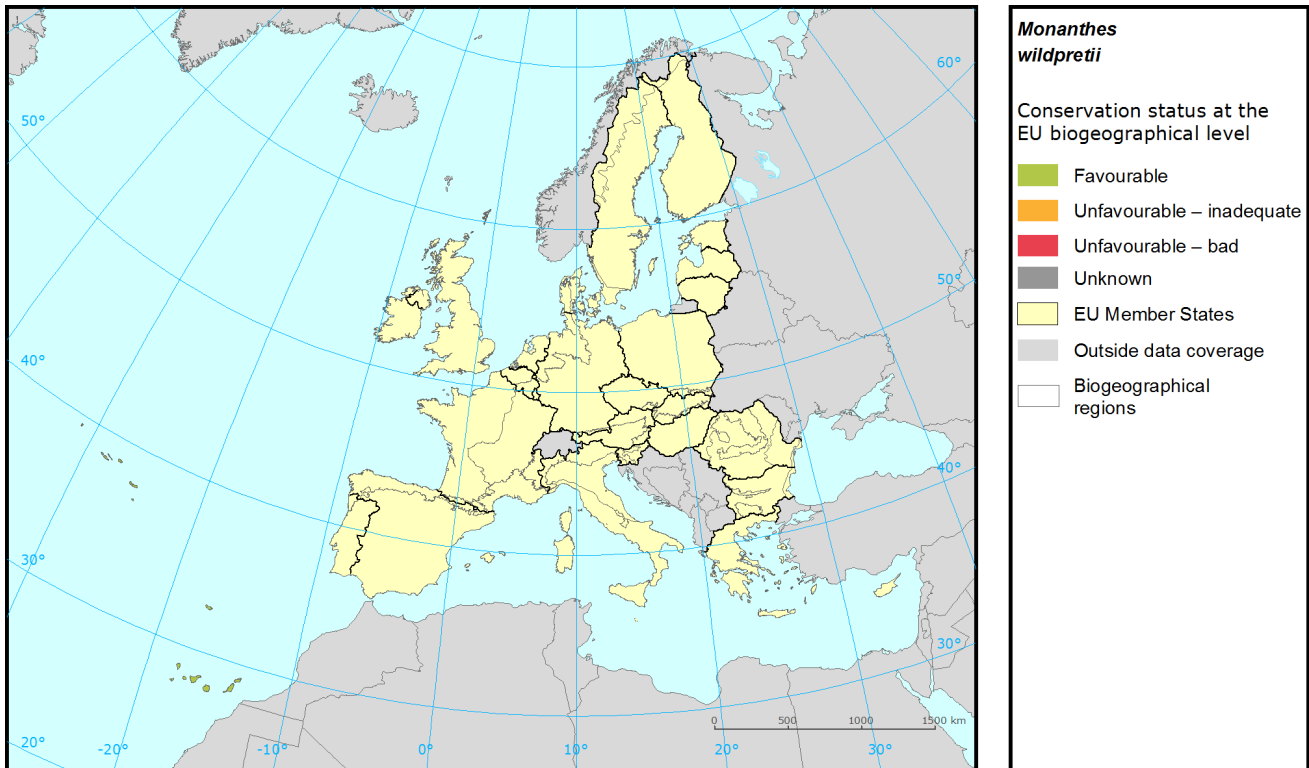 Monanthes
wildpretii
Conservation status at the
EU biogeographical level
Favourable
Unfavourable – inadequate
Unfavourable – bad
Unknown
EU Member States
Outside data coverage
Biogeographical
regions
60°
50°
50°
40°
40°
30°
30°
20°
-20°
-10°
0°
10°
20°
30°
0
500
1000
1500 km